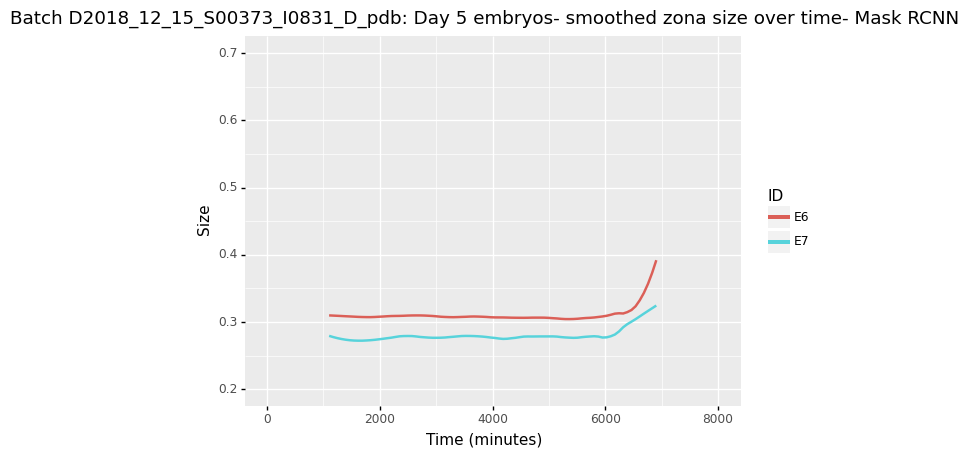 Batch D2018_12_15_S00373_I0831_D_pdb: Day 5 embryos- smoothed zona size over time- Mask RCNN
0.7
0.6
0.5
0.4
0.3
0.2
Size
0 2000 4000 6000 8000
Time (minutes)
ID
E6
E7